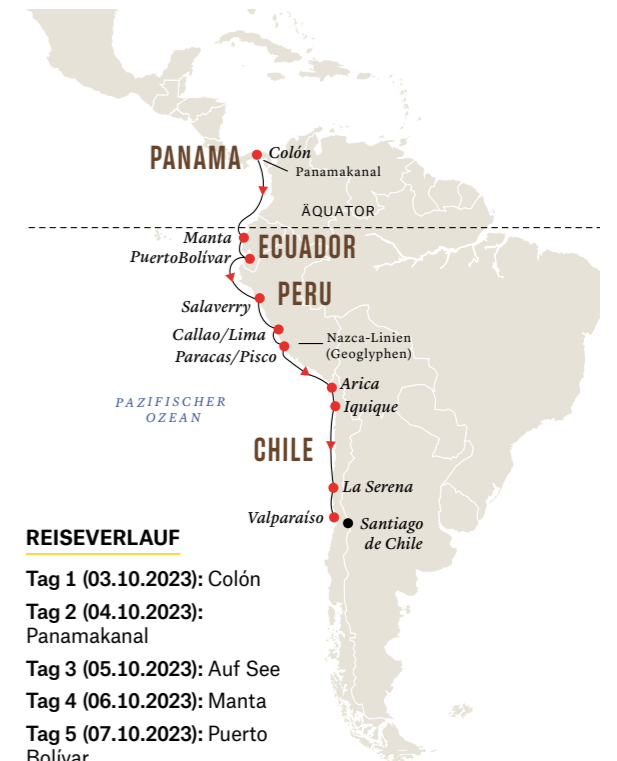 PANAMA
Colón
Panamakanal
ÄQUATOR
Manta
ECUADOR
PuertoBolívar
PERU
Salaverry
Callao/Lima
Nazca-Linien
(Geoglyphen)
Paracas/Pisco
Arica
PAZIFISCHER
OZEAN
Iquique
CHILE
La Serena
Valparaíso
Santiago
de Chile
REISEVERLAUF
Tag 1 (03.10.2023): Colón
Tag 2 (04.10.2023):
Panamakanal
Tag 3 (05.10.2023): Auf See
Tag 4 (06.10.2023): Manta
Tag 5 (07.10.2023): Puerto
Bolívar